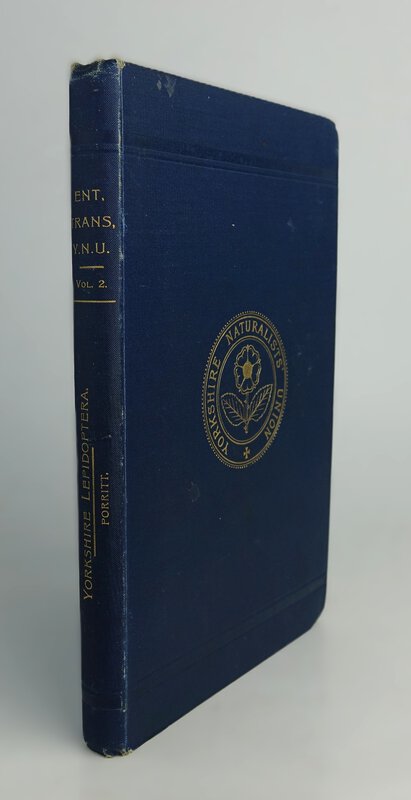 ENT.
TRANS,
Y.N.U.
VOL. 2.
YORKSHIRE LEPIDOPTERA.
PORRITT.
YORKSHIRE NATURALISTS' UNION